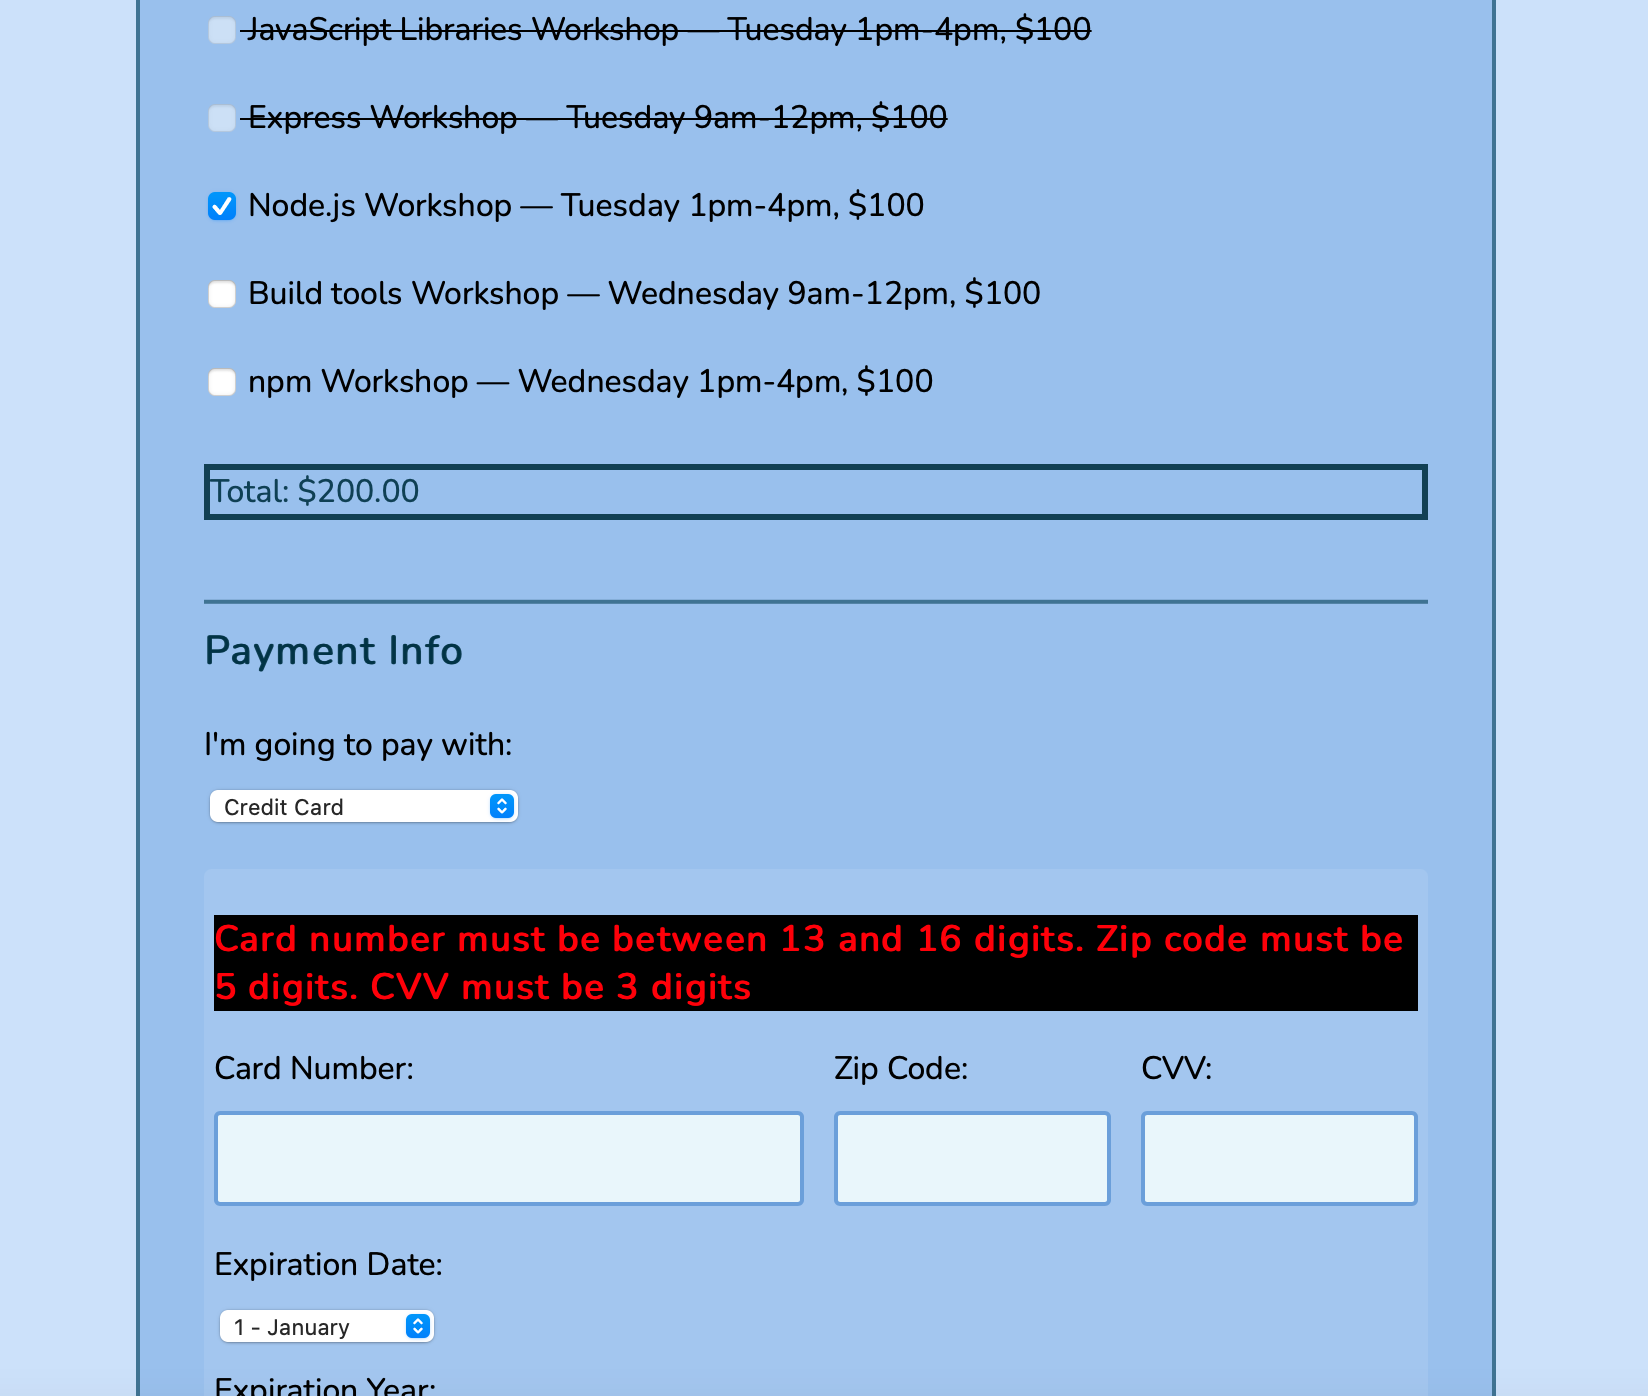 JavaScript Libraries Workshop — Tuesday 1pm-4pm, $100
Express Workshop — Tuesday 9am-12pm, $100
Node.js Workshop — Tuesday 1pm-4pm, $100
Build tools Workshop — Wednesday 9am-12pm, $100
npm Workshop — Wednesday 1pm-4pm, $100
Total: $200.00
Payment Info
I'm going to pay with:
Credit Card
Card number must be between 13 and 16 digits. Zip code must be
5 digits. CVV must be 3 digits
Card Number: Zip Code: CVV:
Expiration Date:
1 - January
Expiration Year: